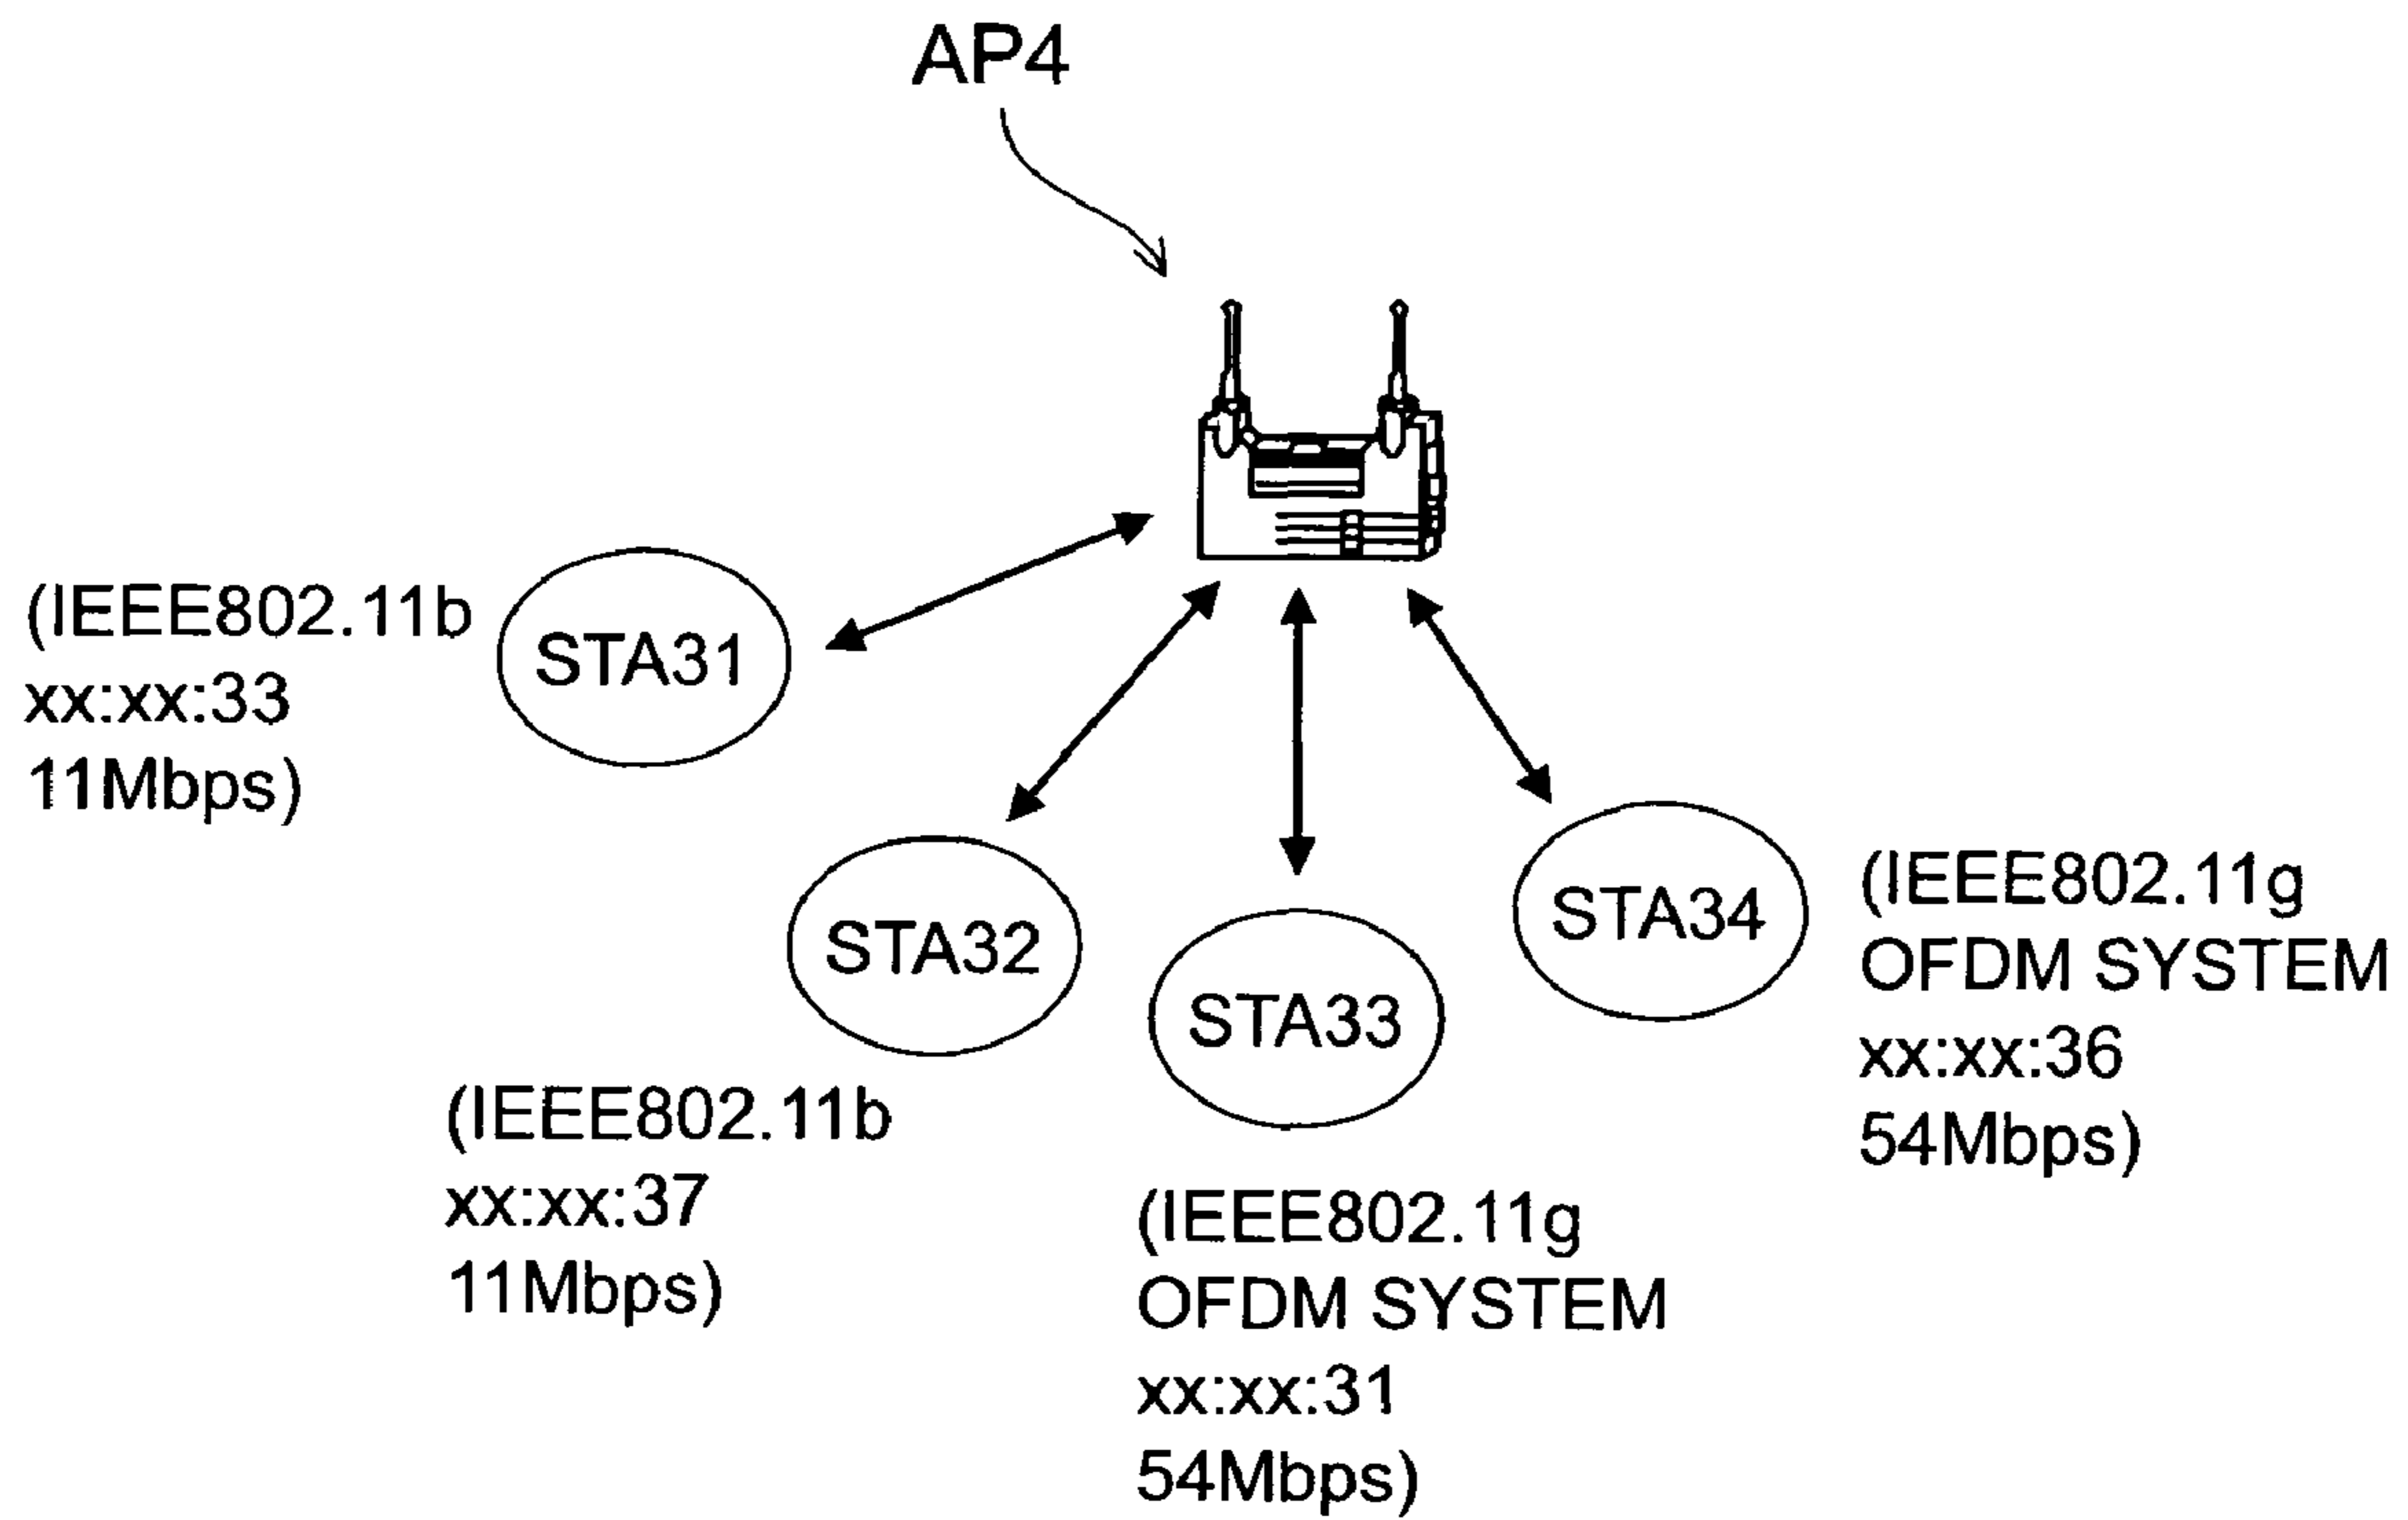 AP4
(IEEE802.11b
xx:xx:33
11Mbps)
STA31
STA32
(IEEE802.11b
xx:xx:37
11Mbps)
STA33
(IEEE802.11g
OFDM SYSTEM
xx:xx:31
54Mbps)
STA34
(IEEE802.11g
OFDM SYSTEM
xx:xx:36
54Mbps)